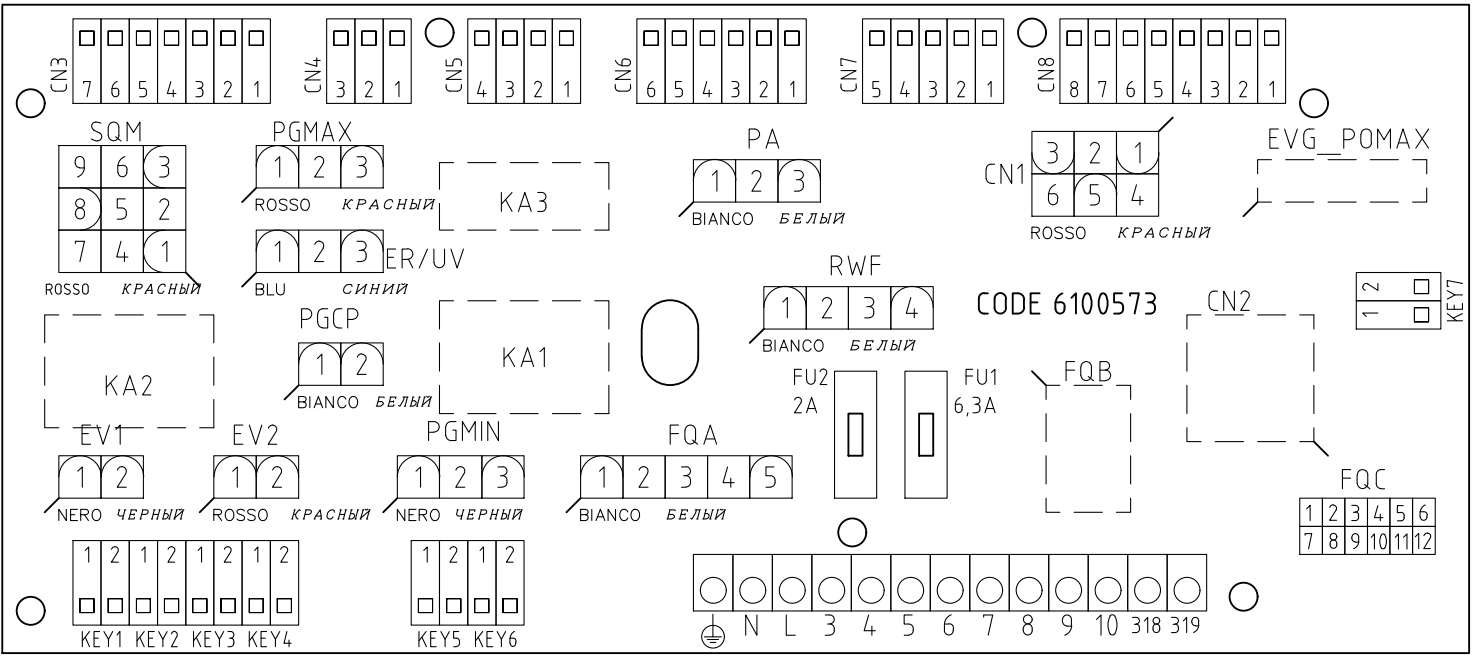 CN3 7 6 5 4 3 2 1
CN4 3 2 1
CN5 4 3 2 1
CN6 6 5 4 3 2 1
CN7 5 4 3 2 1
CN8 8 7 6 5 4 3 2 1
SQM
9 6 3
8 5 2
7 4 1
ROSSO КРАСНЫЙ
PGMAX
1 2 3
ROSSO КРАСНЫЙ
1 2 3 ER/UV
BLU СИНИЙ
KA3
PA
1 2 3
BIANCO БЕЛЫЙ
CN1
3 2 1
6 5 4
ROSSO КРАСНЫЙ
EVG_POMAX
RWF
1 2 3 4
BIANCO БЕЛЫЙ
CODE 6100573
KEY7
2
1
KA2
PGCP
1 2
BIANCO БЕЛЫЙ
KA1
FU2
2A
FU1
6,3A
FQB
CN2
EV1
1 2
NERO ЧЕРНЫЙ
EV2
1 2
ROSSO КРАСНЫЙ
PGMIN
1 2 3
NERO ЧЕРНЫЙ
FQA
1 2 3 4 5
BIANCO БЕЛЫЙ
FQC
1 2 3 4 5 6
7 8 9 10 11 12
1 2 1 2 1 2 1 2
KEY1 KEY2 KEY3 KEY4
1 2 1 2
KEY5 KEY6
N L 3 4 5 6 7 8 9 10 318 319